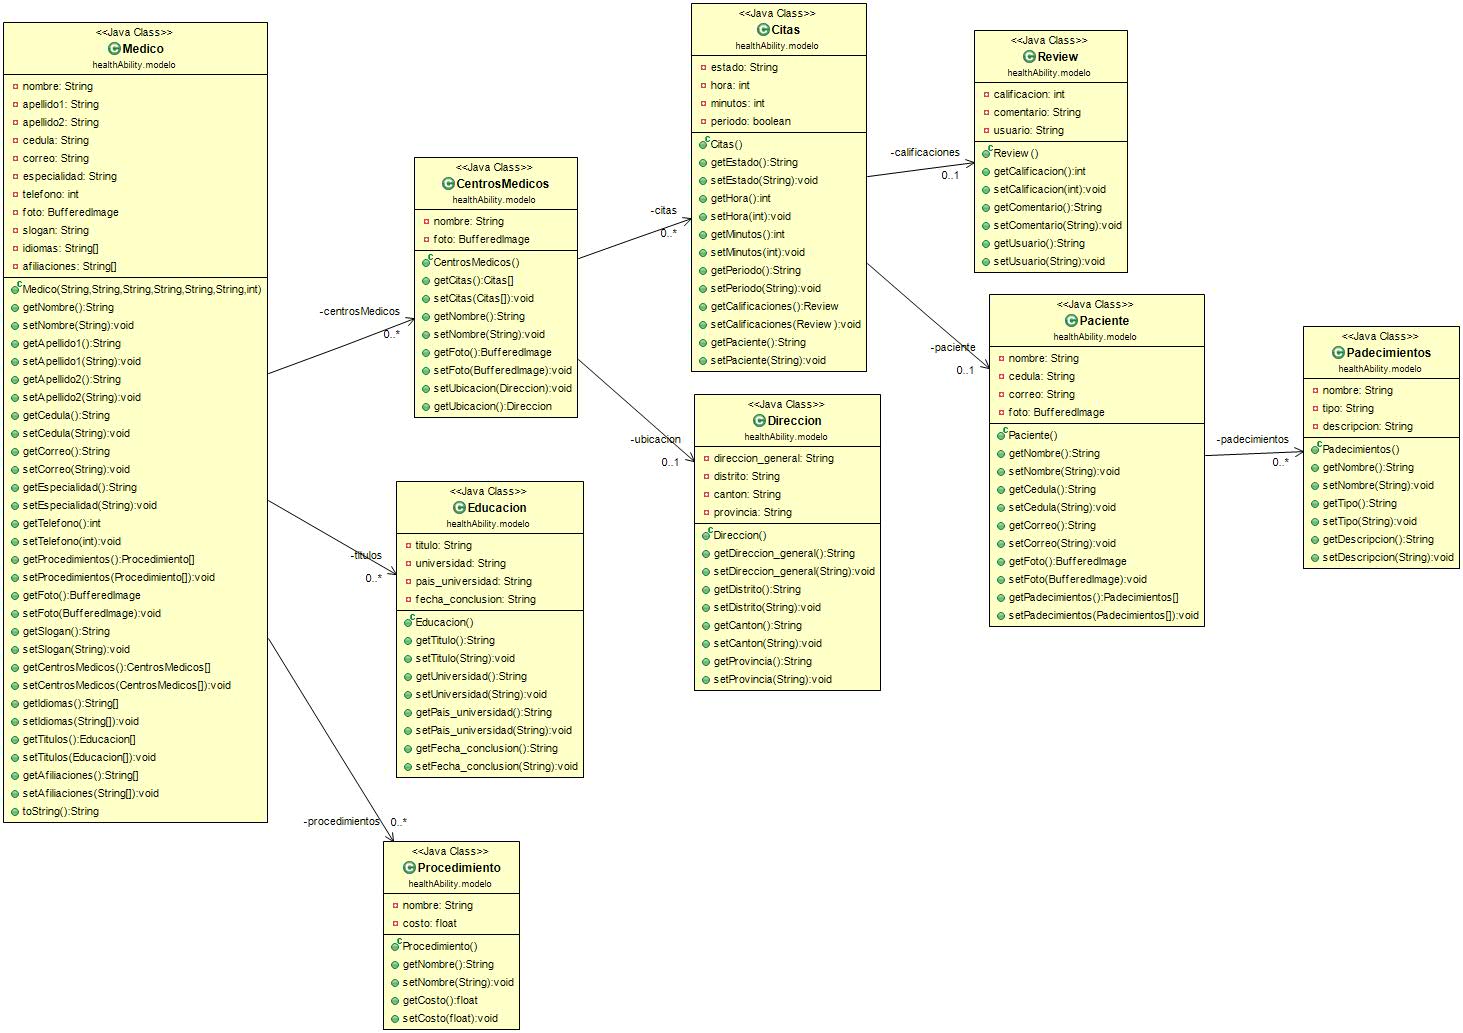 <<Java Class>>
Medico
healthAbility.modelo
nombre: String
apellido1: String
apellido2: String
cedula: String
correo: String
especialidad: String
telefono: int
foto: BufferedImage
slogan: String
idiomas: String[]
afiliaciones: String[]
Medico(String,String,String,String,String,String,int)
getNombre():String
setNombre(String):void
getApellido1():String
setApellido1(String):void
getApellido2():String
setApellido2(String):void
getCedula():String
setCedula(String):void
getCorreo():String
setCorreo(String):void
getEspecialidad():String
setEspecialidad(String):void
getTelefono():int
setTelefono(int):void
getProcedimientos():Procedimiento[]
setProcedimientos(Procedimiento[]):void
getFoto():BufferedImage
setFoto(BufferedImage):void
getSlogan():String
setSlogan(String):void
getCentrosMedicos():CentrosMedicos[]
setCentrosMedicos(CentrosMedicos[]):void
getIdiomas():String[]
setIdiomas(String[]):void
getTitulos():Educacion[]
setTitulos(Educacion[]):void
getAfiliaciones():String[]
setAfiliaciones(String[]):void
toString():String
-centrosMedicos
0..*
-titulos
0..*
-procedimientos
0..*
<<Java Class>>
CentrosMedicos
healthAbility.modelo
nombre: String
foto: BufferedImage
CentrosMedicos()
getCitas():Citas[]
setCitas(Citas[]):void
getNombre():String
setNombre(String):void
getFoto():BufferedImage
setFoto(BufferedImage):void
setUbicacion(Direccion):void
getUbicacion():Direccion
<<Java Class>>
Educacion
healthAbility.modelo
titulo: String
universidad: String
pais_universidad: String
fecha_conclusion: String
Educacion()
getTitulo():String
setTitulo(String):void
getUniversidad():String
setUniversidad(String):void
getPais_universidad():String
setPais_universidad(String):void
getFecha_conclusion():String
setFecha_conclusion(String):void
<<Java Class>>
Procedimiento
healthAbility.modelo
nombre: String
costo: float
Procedimiento()
getNombre():String
setNombre(String):void
getCosto():float
setCosto(float):void
-citas
0..*
-ubicacion
0..1
<<Java Class>>
Citas
healthAbility.modelo
estado: String
hora: int
minutos: int
periodo: boolean
Citas()
getEstado():String
setEstado(String):void
getHora():int
setHora(int):void
getMinutos():int
setMinutos(int):void
getPeriodo():String
setPeriodo(String):void
getCalificaciones():Review
setCalificaciones(Review ):void
getPaciente():String
setPaciente(String):void
<<Java Class>>
Direccion
healthAbility.modelo
direccion_general: String
distrito: String
canton: String
provincia: String
Direccion()
getDireccion_general():String
setDireccion_general(String):void
getDistrito():String
setDistrito(String):void
getCanton():String
setCanton(String):void
getProvincia():String
setProvincia(String):void
-calificaciones
0..1
-paciente
0..1
<<Java Class>>
Review
healthAbility.modelo
calificacion: int
comentario: String
usuario: String
Review ()
getCalificacion():int
setCalificacion(int):void
getComentario():String
setComentario(String):void
getUsuario():String
setUsuario(String):void
<<Java Class>>
Paciente
healthAbility.modelo
nombre: String
cedula: String
correo: String
foto: BufferedImage
Paciente()
getNombre():String
setNombre(String):void
getCedula():String
setCedula(String):void
getCorreo():String
setCorreo(String):void
getFoto():BufferedImage
setFoto(BufferedImage):void
getPadecimientos():Padecimientos[]
setPadecimientos(Padecimientos[]):void
-padecimientos
0..*
<<Java Class>>
Padecimientos
healthAbility.modelo
nombre: String
tipo: String
descripcion: String
Padecimientos()
getNombre():String
setNombre(String):void
getTipo():String
setTipo(String):void
getDescripcion():String
setDescripcion(String):void